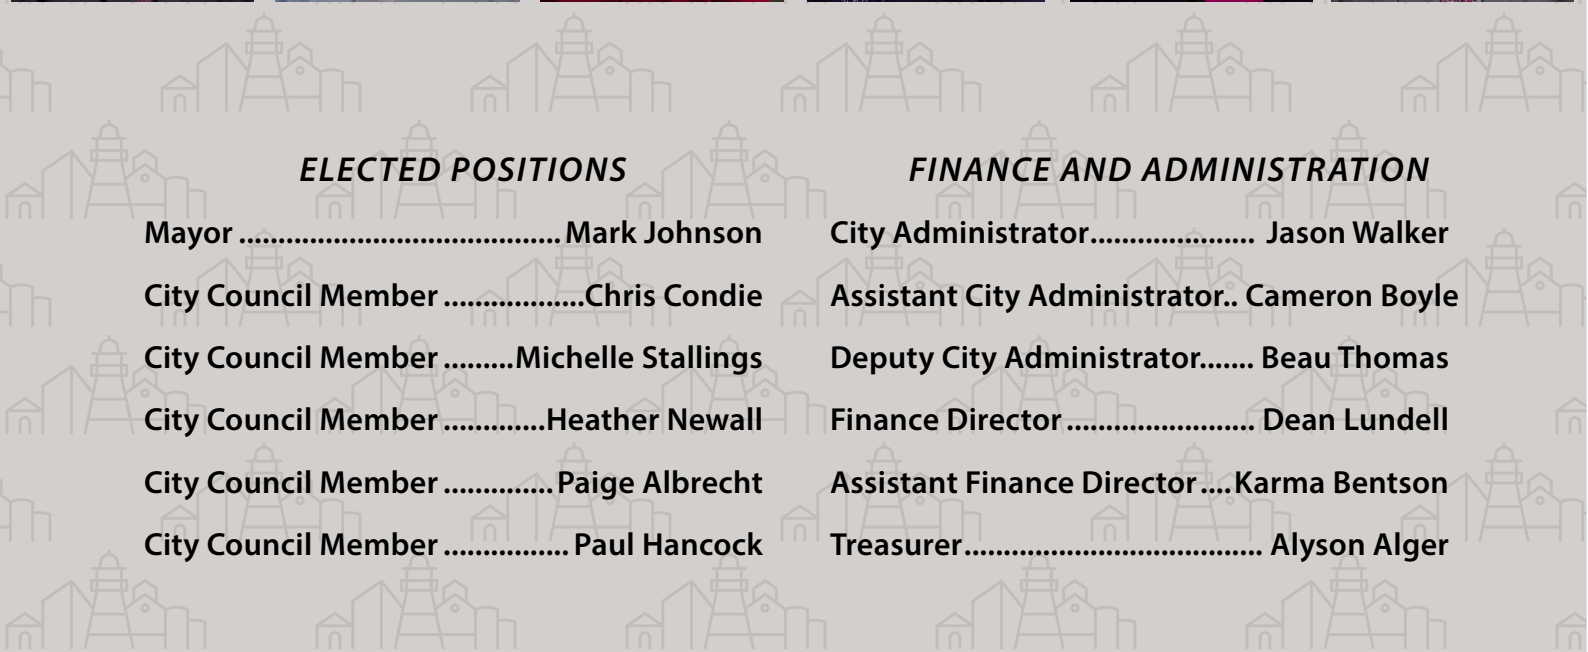 ELECTED POSITIONS
Mayor .........................................Mark Johnson
City Council Member ..................Chris Condie
City Council Member .........Michelle Stallings
City Council Member .............Heather Newall
City Council Member ..............Paige Albrecht
City Council Member ................ Paul Hancock
FINANCE AND ADMINISTRATION
City Administrator..................... Jason Walker
Assistant City Administrator.. Cameron Boyle
Deputy City Administrator....... Beau Thomas
Finance Director........................ Dean Lundell
Assistant Finance Director....Karma Bentson
Treasurer...................................... Alyson Alger